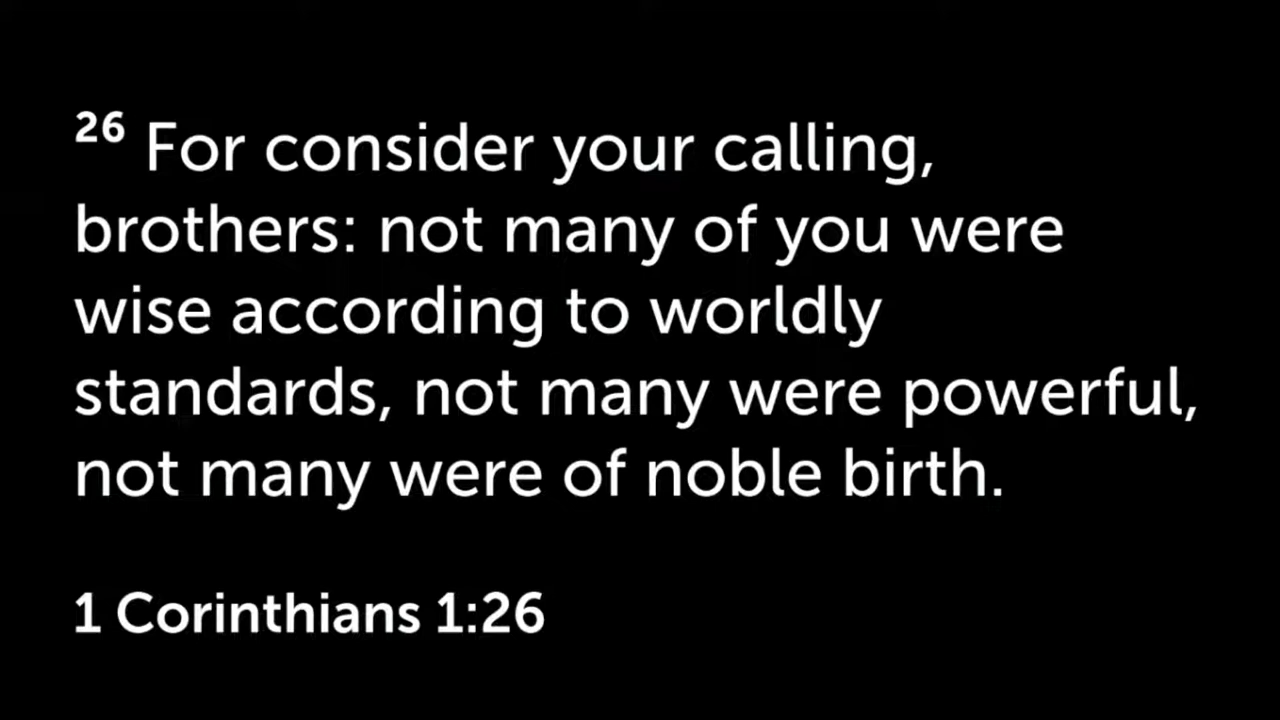 26 For consider your calling,
brothers: not many of you were
wise according to worldly
standards, not many were powerful,
not many were of noble birth.
1 Corinthians 1:26